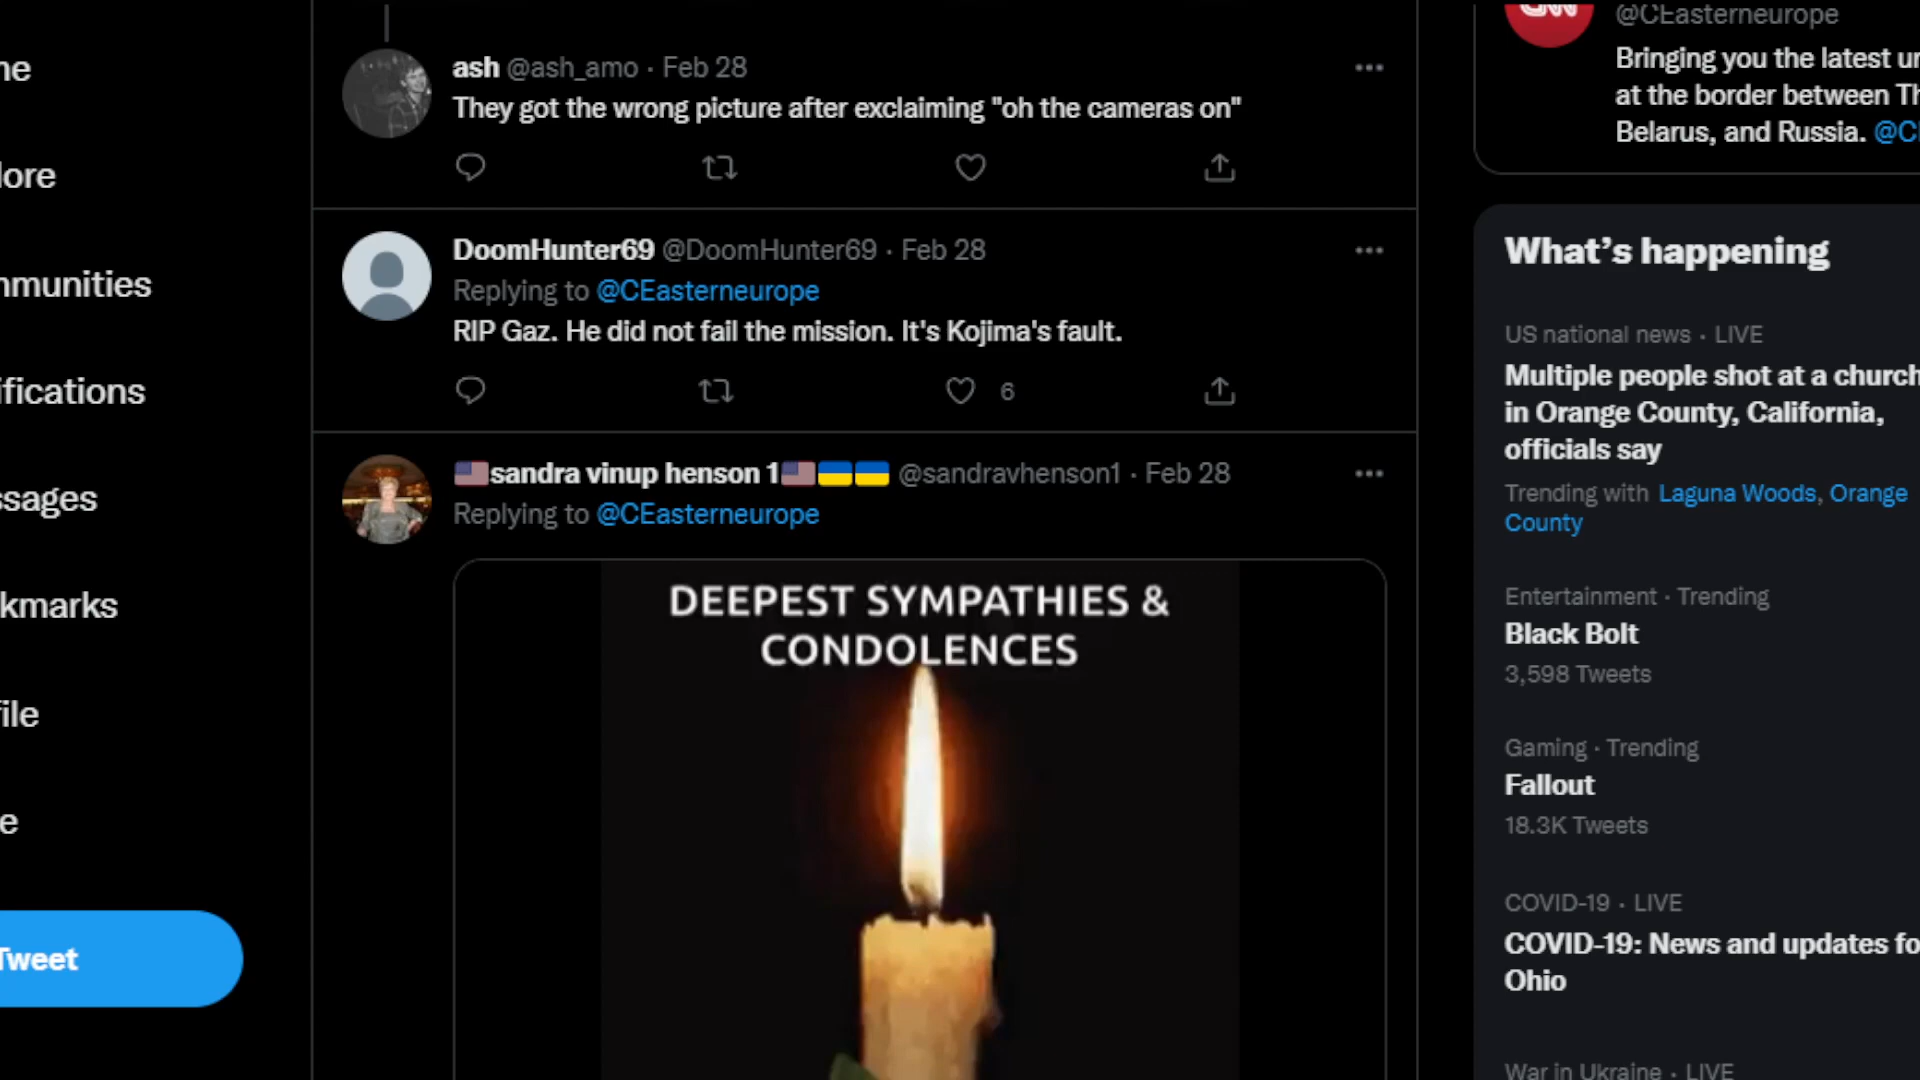 me
lore
mmunities
ifications
ssages
kmarks
file
e
Tweet
ash @ash_amo · Feb 28
They got the wrong picture after exclaiming "oh the cameras on"
DoomHunter69 @DoomHunter69 · Feb 28
Replying to @CEasterneurope
RIP Gaz. He did not fail the mission. It's Kojima's fault.
6
sandra vinup henson 1 @sandravhenson1 · Feb 28
Replying to @CEasterneurope
DEEPEST SYMPATHIES &
CONDOLENCES
CNN
@CEasterneurope
Bringing you the latest
at the border between
Belarus, and Russia.
What's happening
US national news · LIVE
Multiple people shot at a church
in Orange County, California,
officials say
Trending with Laguna Woods, Orange
County
Entertainment · Trending
Black Bolt
3,598 Tweets
Gaming · Trending
Fallout
18.3K Tweets
COVID-19 · LIVE
COVID-19: News and updates fo
Ohio
War in Ukraine · LIVE